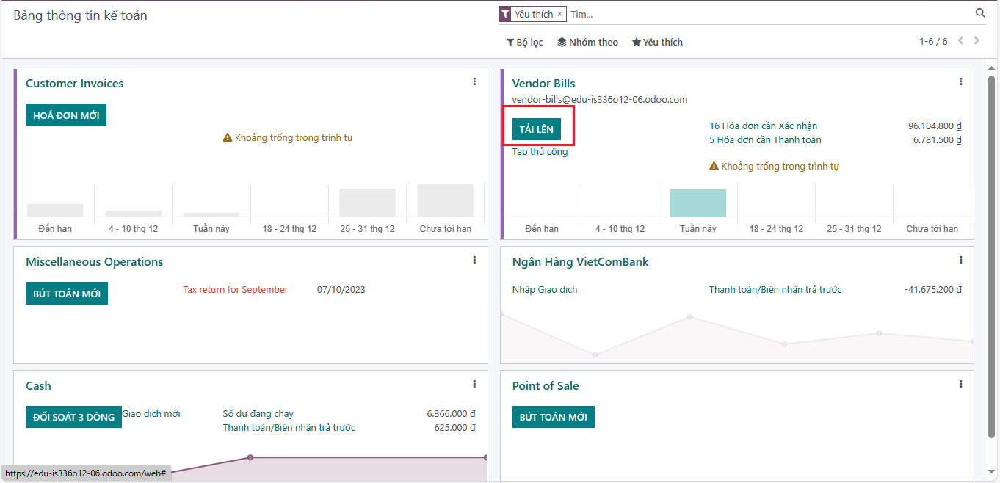 Bảng thông tin kế toán
Yêu thích × Tìm...
Bộ lọc Nhóm theo Yêu thích 1-6 / 6
Customer Invoices
HOÁ ĐƠN MỚI
Khoảng trống trong trình tự
Đến hạn 4 - 10 thg 12 Tuần này 18 - 24 thg 12 25 - 31 thg 12 Chưa tới hạn
Vendor Bills
vendor-bills@edu-is336o12-06.odoo.com
TẢI LÊN
Tạo thủ công
16 Hóa đơn cần Xác nhận 96.104.800 ₫
5 Hóa đơn cần Thanh toán 6.781.500 ₫
Khoảng trống trong trình tự
Đến hạn 4 - 10 thg 12 Tuần này 18 - 24 thg 12 25 - 31 thg 12 Chưa tới hạn
Miscellaneous Operations
BÚT TOÁN MỚI Tax return for September 07/10/2023
Ngân Hàng VietComBank
Nhập Giao dịch Thanh toán/Biên nhận trả trước -41.675.200 ₫
Cash
ĐỐI SOÁT 3 DÒNG Giao dịch mới
Số dư đang chạy 6.366.000 ₫
Thanh toán/Biên nhận trả trước 625.000 ₫
Point of Sale
BÚT TOÁN MỚI
https://edu-is336o12-06.odoo.com/web#